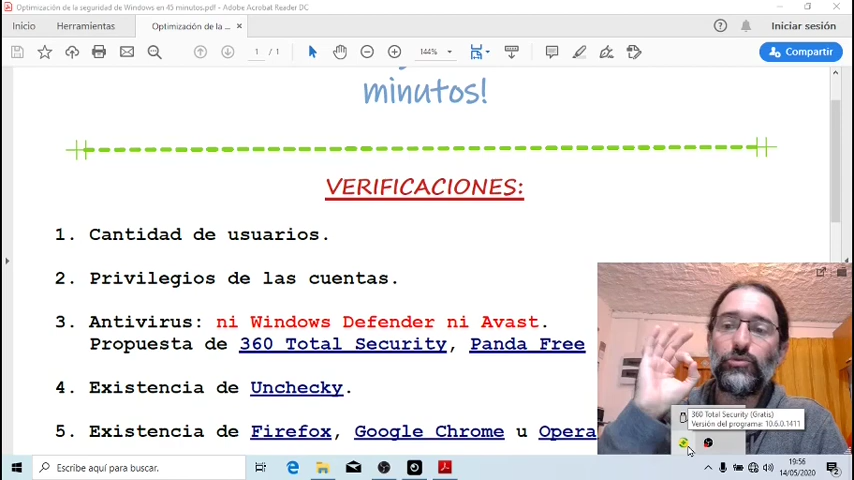 Optimización de la seguridad de Windows en 45 minutos.pdf - Adobe Acrobat Reader DC
Inicio Herramientas Optimización de la ... × Iniciar sesión
1 / 1 144% Compartir
minutos!
VERIFICACIONES:
1. Cantidad de usuarios.
2. Privilegios de las cuentas.
3. Antivirus: ni Windows Defender ni Avast.
Propuesta de 360 Total Security, Panda Free
4. Existencia de Unchecky.
5. Existencia de Firefox, Google Chrome u Opera
360 Total Security (Gratis)
Versión del programa: 10.6.0.1411
Escribe aquí para buscar.
19:56
14/05/2020
2